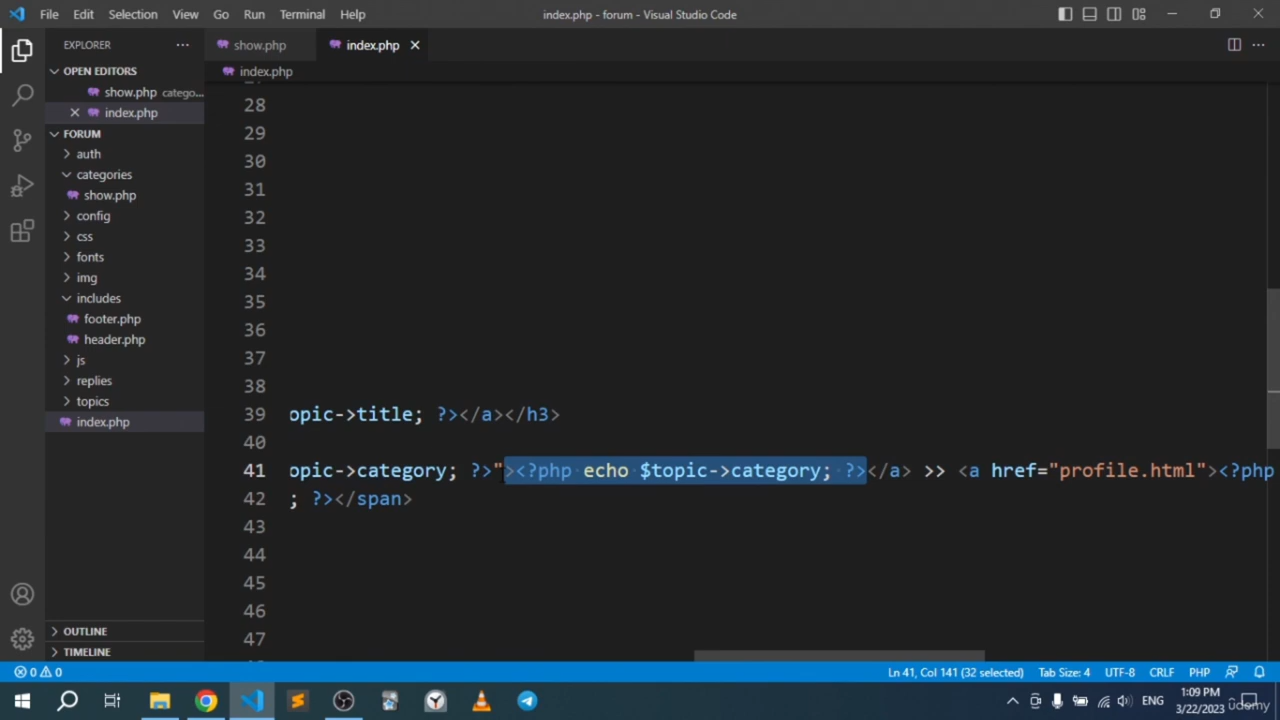 File Edit Selection View Go Run Terminal Help index.php - forum - Visual Studio Code
EXPLORER
show.php
index.php
OPEN EDITORS
index.php
show.php catego...
index.php
FORUM
auth
categories
show.php
config
css
fonts
img
includes
footer.php
header.php
js
replies
topics
index.php
OUTLINE
TIMELINE
28
29
30
31
32
33
34
35
36
37
38
39 opic->title; ?></a></h3>
40
41 opic->category; ?>"><?php echo $topic->category; ?></a> >> <a href="profile.html"><?php
42 ; ?></span>
43
44
45
46
47
0 0 Ln 41, Col 141 (32 selected) Tab Size: 4 UTF-8 CRLF PHP
ENG 1:09 PM
3/22/2023
udemy